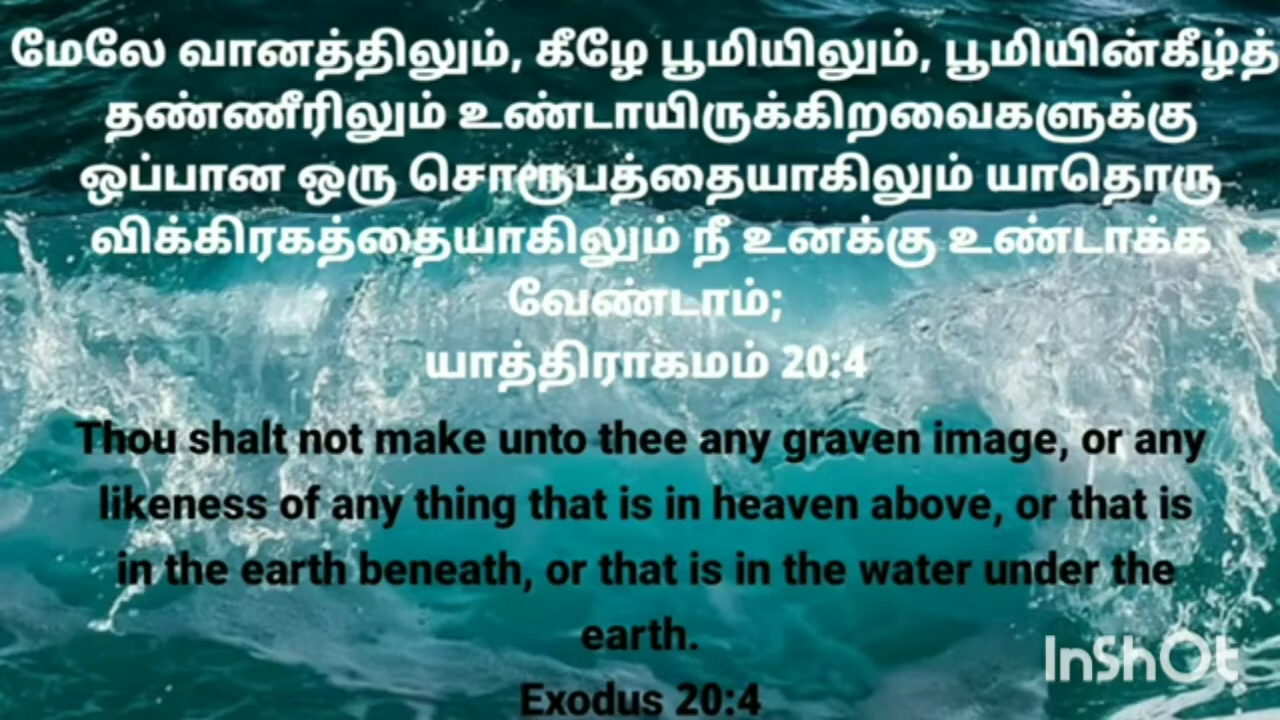 மேலே வானத்திலும், கீழே பூமியிலும், பூமியின்கீழ்த்
தண்ணீரிலும் உண்டாயிருக்கிறவைகளுக்கு
ஒப்பான ஒரு சொரூபத்தையாகிலும் யாதொரு
விக்கிரகத்தையாகிலும் நீ உனக்கு உண்டாக்க
வேண்டாம்;
யாத்திராகமம் 20:4
Thou shalt not make unto thee any graven image, or any
likeness of any thing that is in heaven above, or that is
in the earth beneath, or that is in the water under the
earth.
Exodus 20:4
InShOt